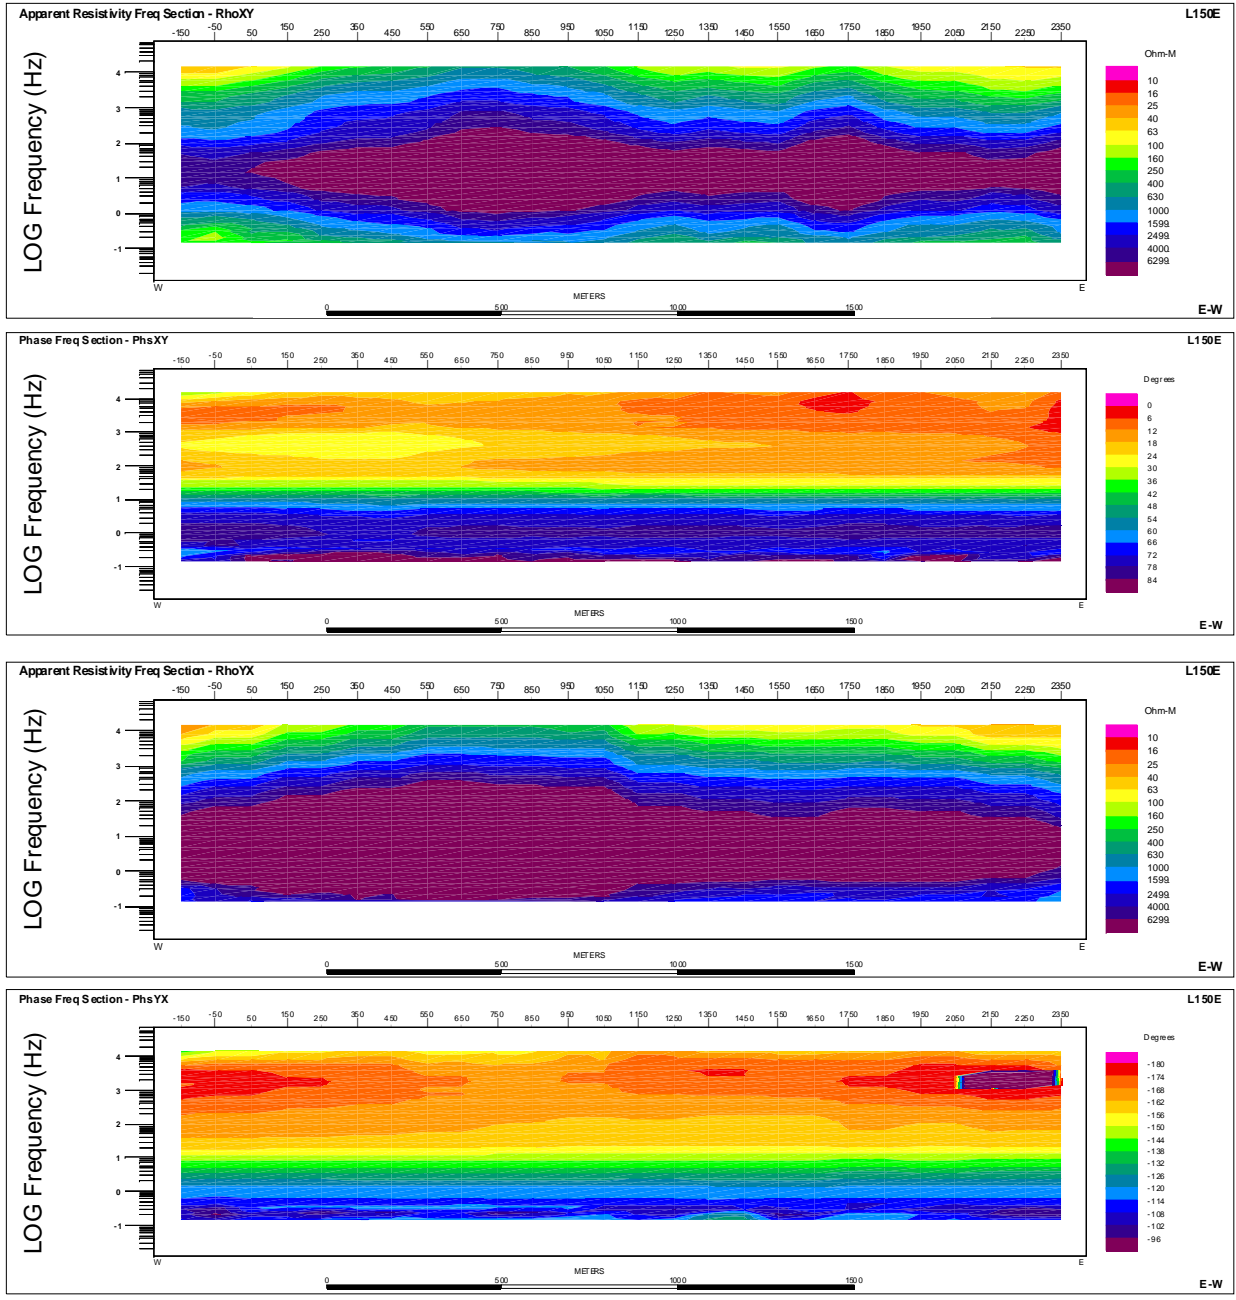 Apparent Resistivity Freq Section - RhoXY L150E
-150 -50 50 150 250 350 450 550 650 750 850 950 1050 1150 1250 1350 1450 1550 1650 1750 1850 1950 2050 2150 2250 2350
LOG Frequency (Hz)
4
3
2
1
0
-1
Ohm-M
10
16
25
40
63
100
160
250
400
630
1000
1599
2499
4000
6299
W E
METERS
0 500 1000 1500
E-W
Phase Freq Section - PhsXY L150E
-150 -50 50 150 250 350 450 550 650 750 850 950 1050 1150 1250 1350 1450 1550 1650 1750 1850 1950 2050 2150 2250 2350
LOG Frequency (Hz)
4
3
2
1
0
-1
Degrees
0
6
12
18
24
30
36
42
48
54
60
66
72
78
84
W E
METERS
0 500 1000 1500
E-W
Apparent Resistivity Freq Section - RhoYX L150E
-150 -50 50 150 250 350 450 550 650 750 850 950 1050 1150 1250 1350 1450 1550 1650 1750 1850 1950 2050 2150 2250 2350
LOG Frequency (Hz)
4
3
2
1
0
-1
Ohm-M
10
16
25
40
63
100
160
250
400
630
1000
1599
2499
4000
6299
W E
METERS
0 500 1000 1500
E-W
Phase Freq Section - PhsYX L150E
-150 -50 50 150 250 350 450 550 650 750 850 950 1050 1150 1250 1350 1450 1550 1650 1750 1850 1950 2050 2150 2250 2350
LOG Frequency (Hz)
4
3
2
1
0
-1
Degrees
-180
-174
-168
-162
-156
-150
-144
-138
-132
-126
-120
-114
-108
-102
-96
W E
METERS
0 500 1000 1500
E-W